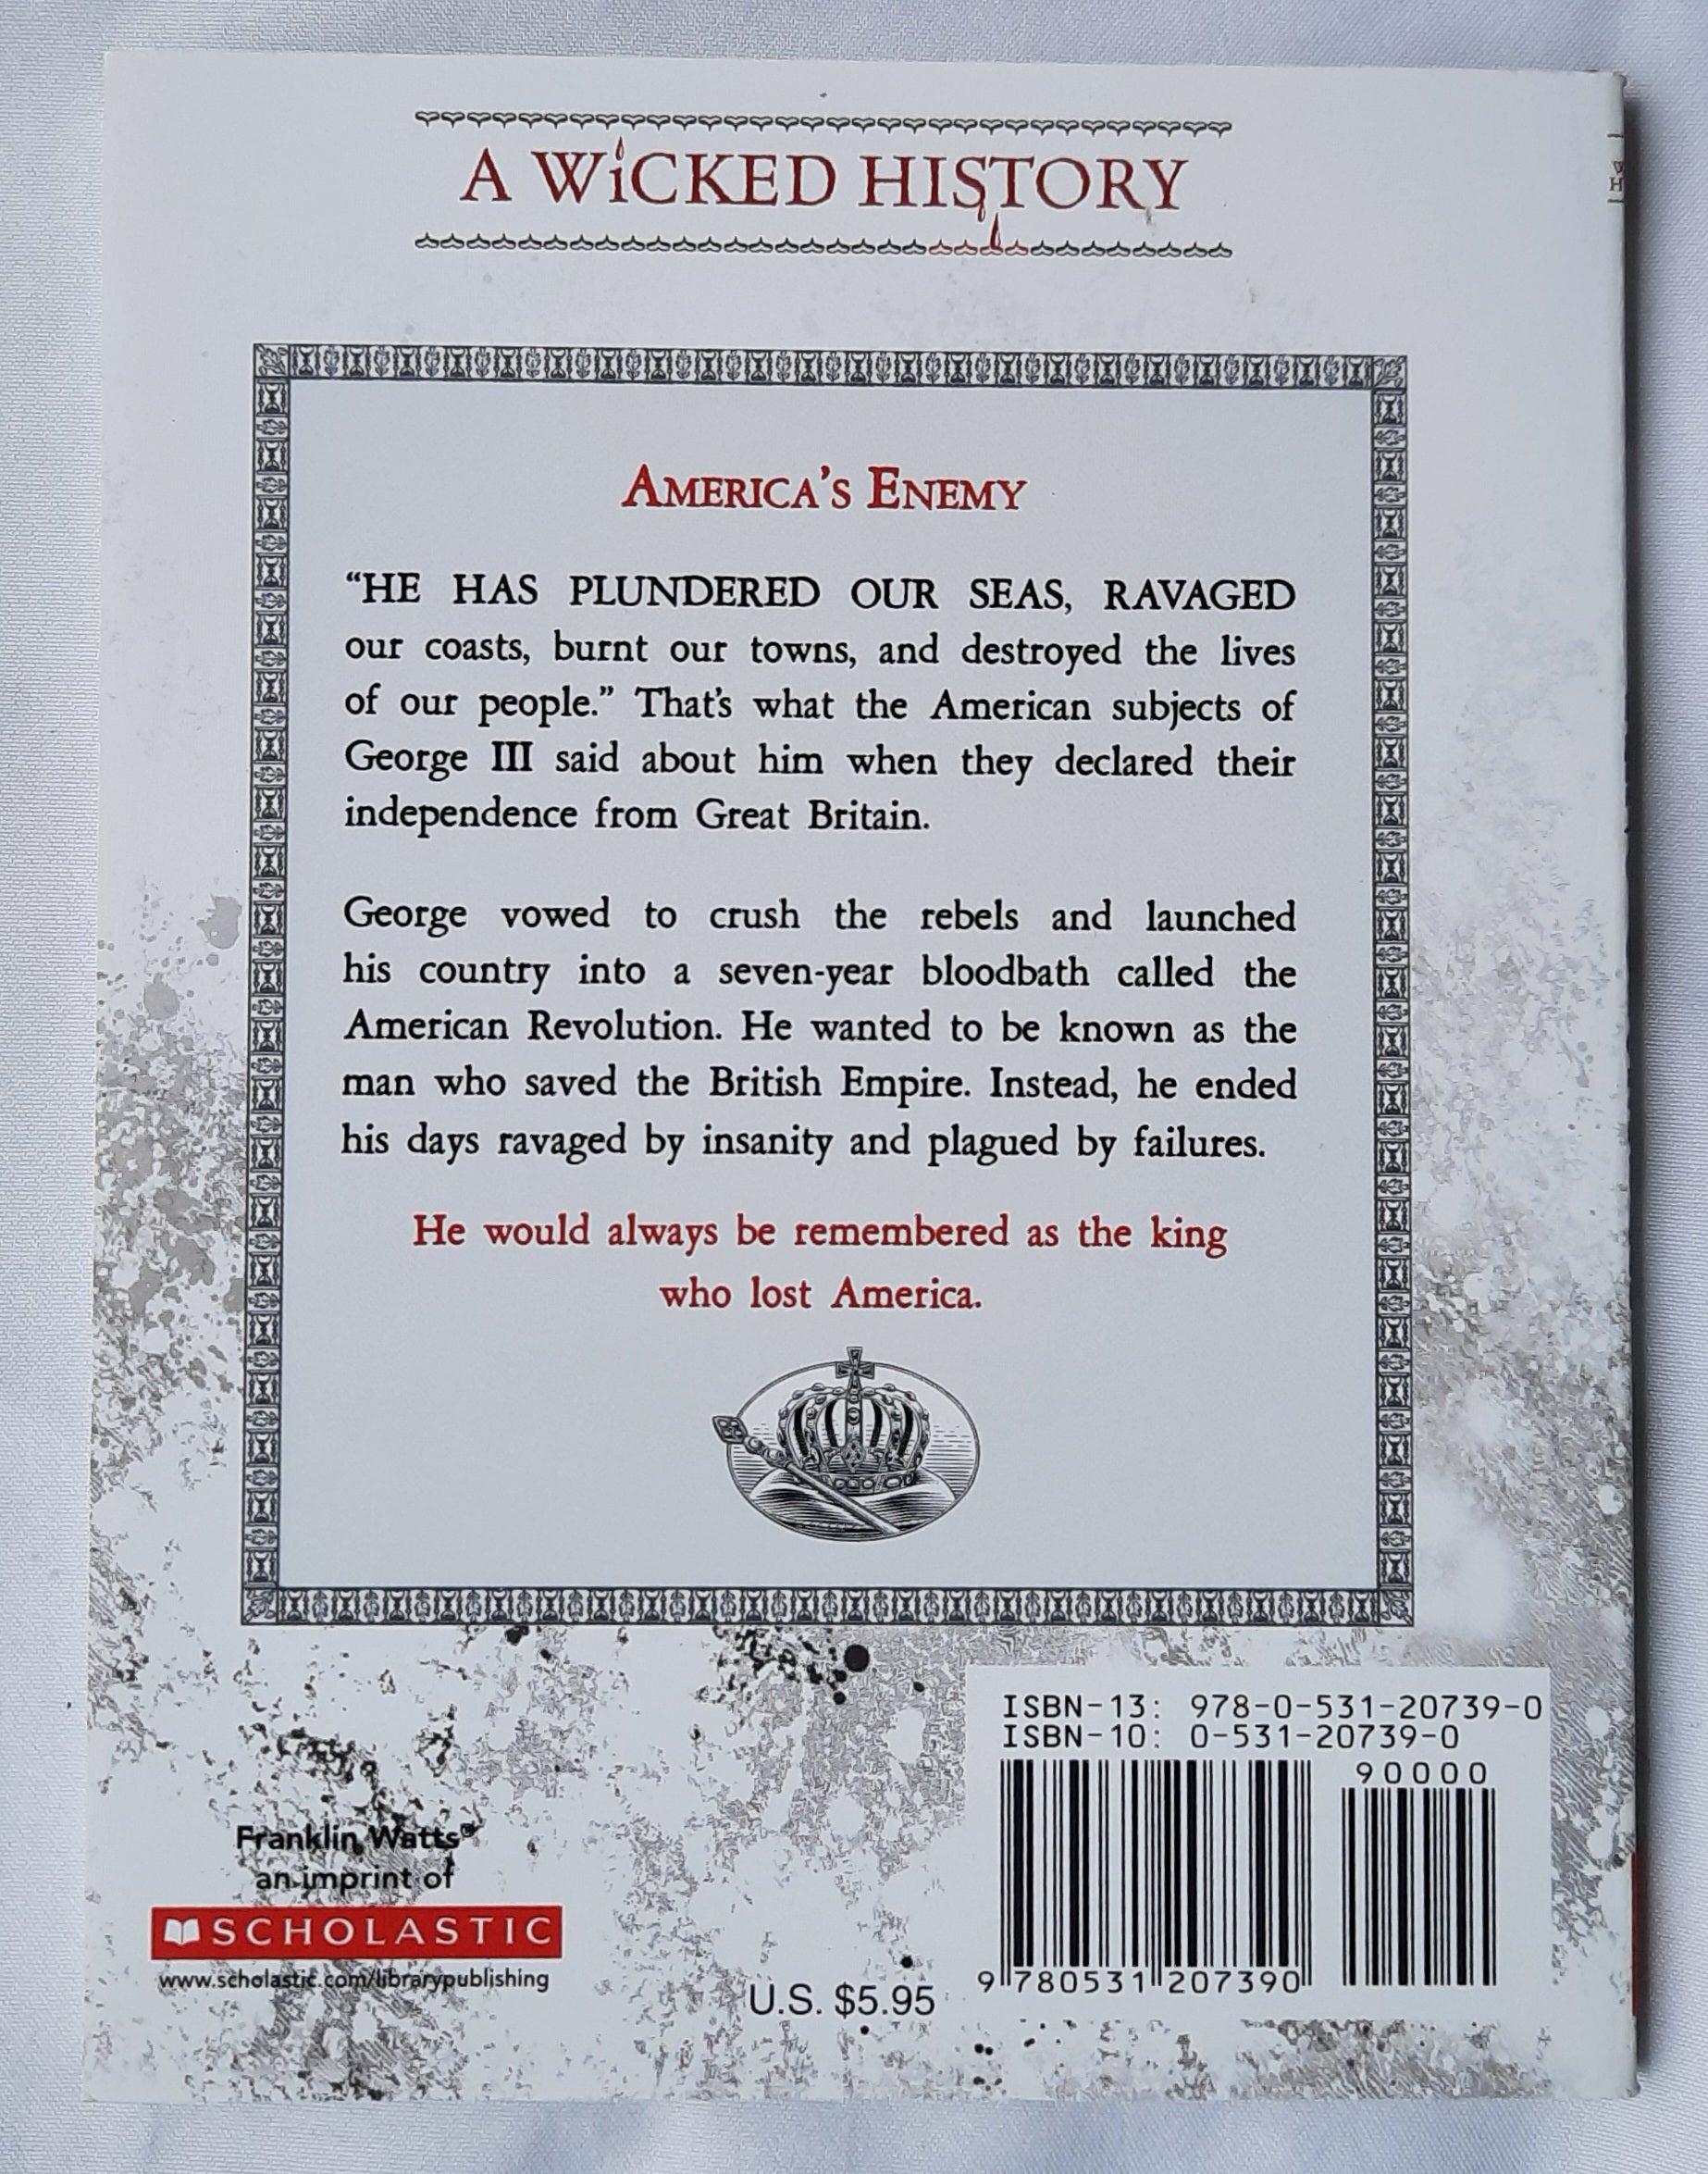 A WiCKED HISTORY
W
H
AMERICA'S ENEMY
“HE HAS PLUNDERED OUR SEAS, RAVAGED
our coasts, burnt our towns, and destroyed the lives
of our people.” That's what the American subjects of
George III said about him when they declared their
independence from Great Britain.
George vowed to crush the rebels and launched
his country into a seven-year bloodbath called the
American Revolution. He wanted to be known as the
man who saved the British Empire. Instead, he ended
his days ravaged by insanity and plagued by failures.
He would always be remembered as the king
who lost America.
ISBN-13: 978-0-531-20739-0
ISBN-10: 0-531-20739-0
90000
9 780531 207390
Franklin Watts®
an imprint of
SCHOLASTIC
www.scholastic.com/librarypublishing
U.S. $5.95